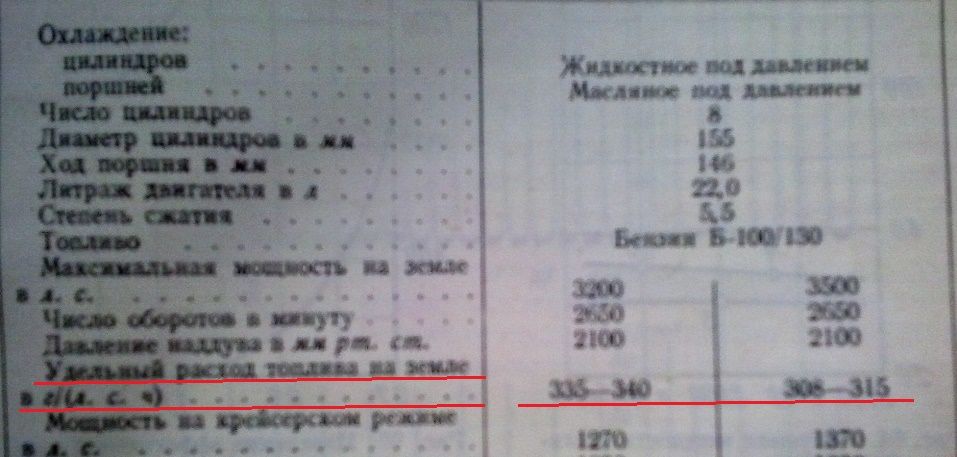 Охлаждение:
цилиндров . . . . . . . . . . Жидкостное под давлением
поршней . . . . . . . . . . . Масляное под давлением
Число цилиндров . . . . . . . 8
Диаметр цилиндров в мм . . . . 155
Ход поршня в мм . . . . . . . 146
Литраж двигателя в л . . . . . 22,0
Степень сжатия . . . . . . . . 5,5
Топливо . . . . . . . . . . . Бензин Б-100/130
Максимальная мощность на земле
в л. с. . . . . . . . . . . . 3200 3500
Число оборотов в минуту . . . . 2650 2650
Давление наддува в мм рт. ст. 2100 2100
Удельный расход топлива на земле
в г/(л. с. ч) . . . . . . . . 335—340 308—315
Мощность на крейсерском режиме
в л. с. . . . . . . . . . . . 1270 1370